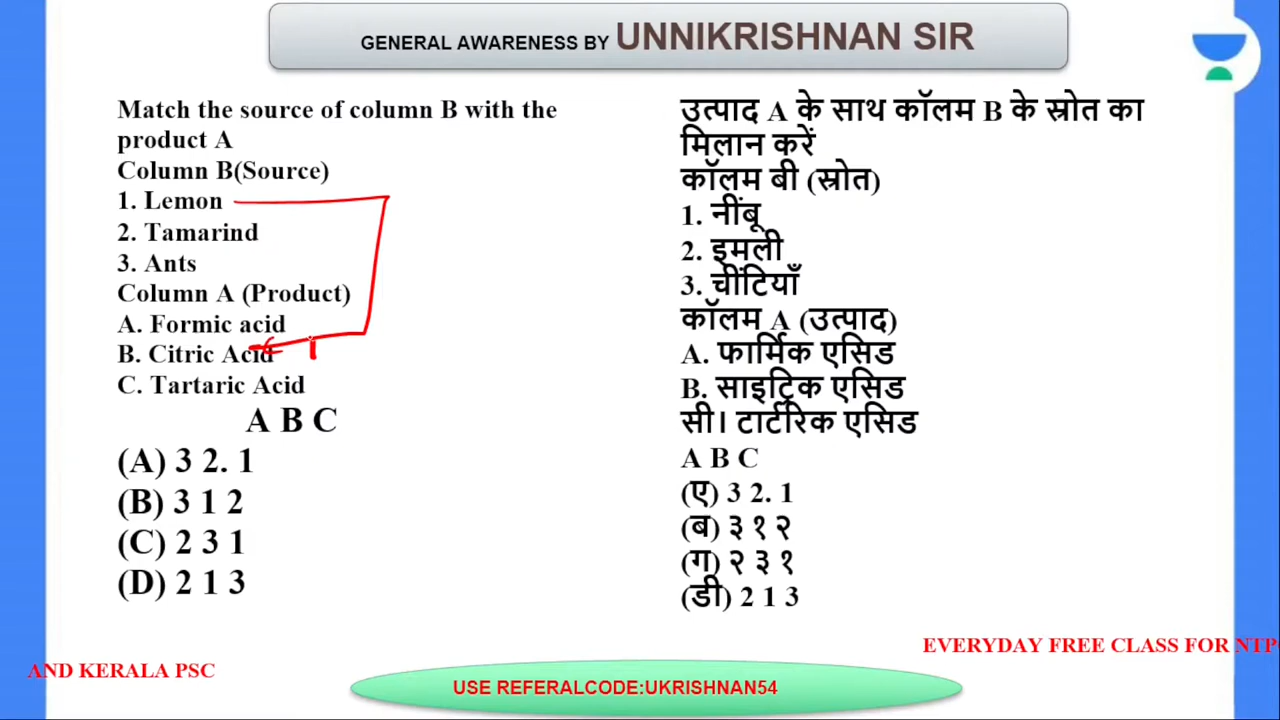 GENERAL AWARENESS BY UNNIKRISHNAN SIR
Match the source of column B with the
product A
Column B(Source)
1. Lemon
2. Tamarind
3. Ants
Column A (Product)
A. Formic acid
B. Citric Acid 1
C. Tartaric Acid
A B C
(A) 3 2. 1
(B) 3 1 2
(C) 2 3 1
(D) 2 1 3
उत्पाद A के साथ कॉलम B के स्रोत का
मिलान करें
कॉलम बी (स्रोत)
1. नींबू
2. इमली
3. चींटियाँ
कॉलम A (उत्पाद)
A. फार्मिक एसिड
B. साइट्रिक एसिड
सी। टार्टरिक एसिड
A B C
(ए) 3 2. 1
(ब) ३ १ २
(ग) २ ३ १
(डी) 2 1 3
EVERYDAY FREE CLASS FOR NTP
AND KERALA PSC
USE REFERALCODE:UKRISHNAN54